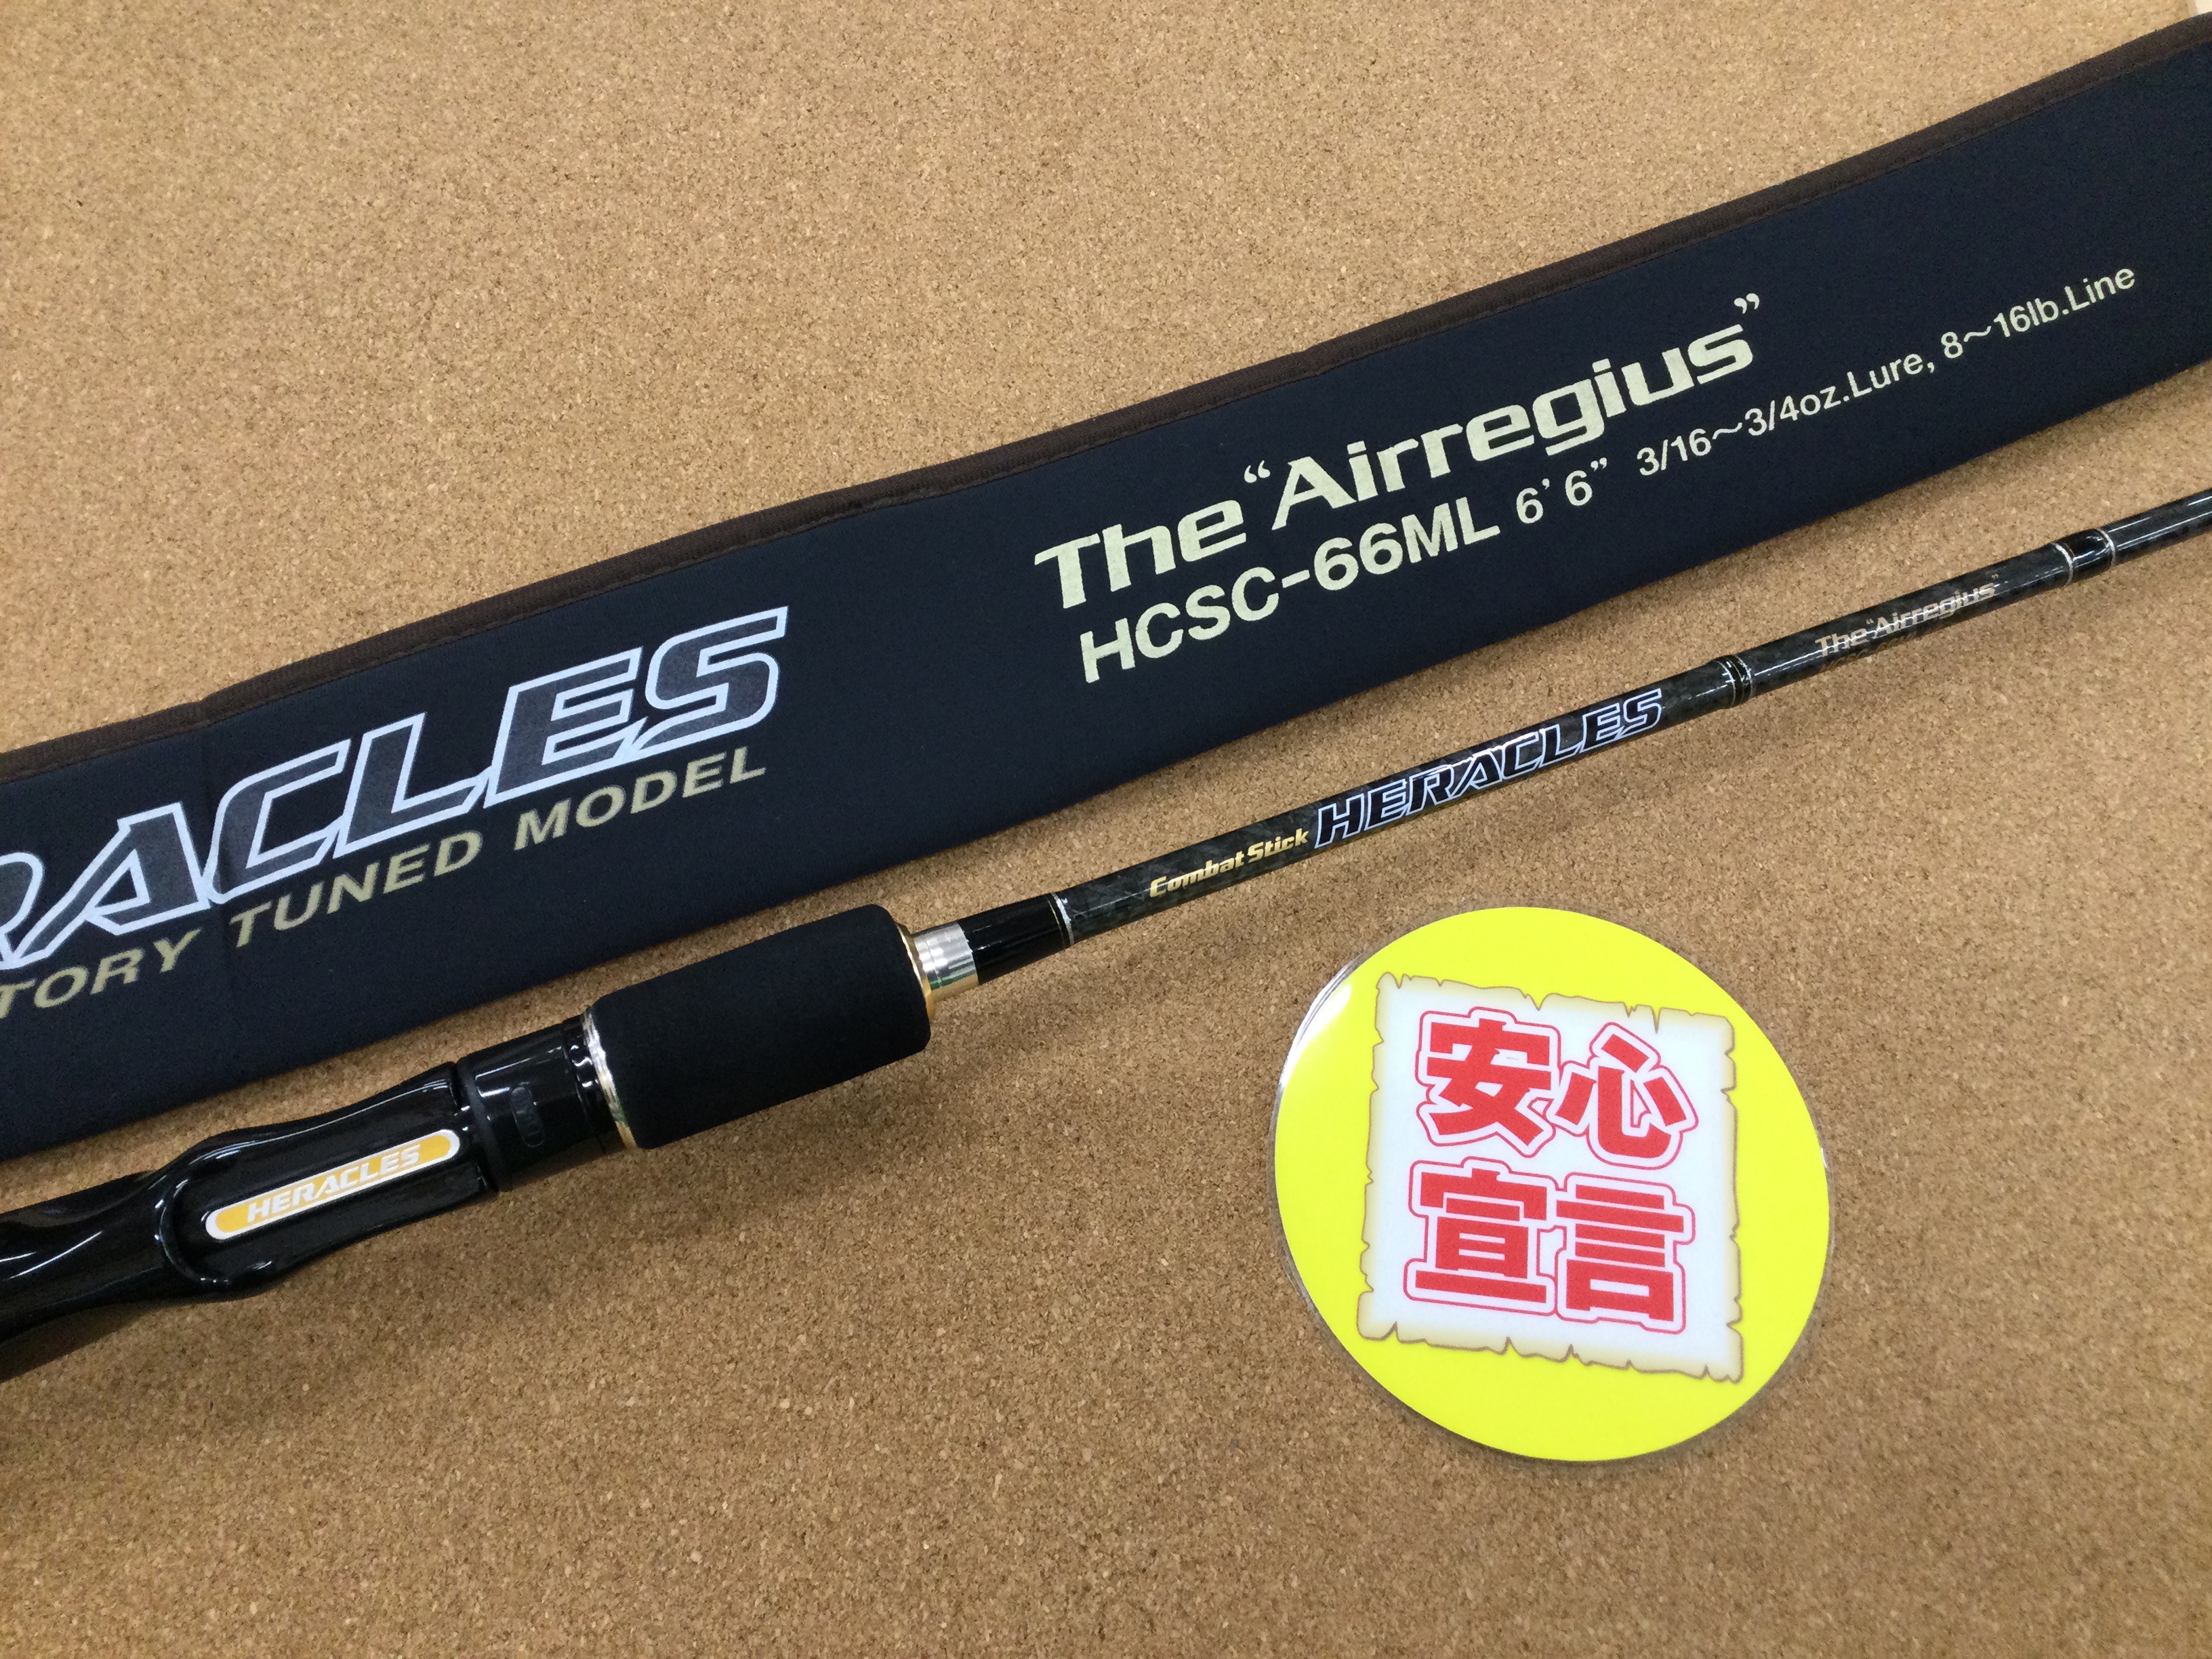 The “Airregius”
HCSC-66ML 6’6” 3/16~3/4oz.Lure, 8~16lb.Line
RACLES
TORY TUNED MODEL
The “Airregius”
Combat Stick HERACLES
HERACLES
安心
宣言